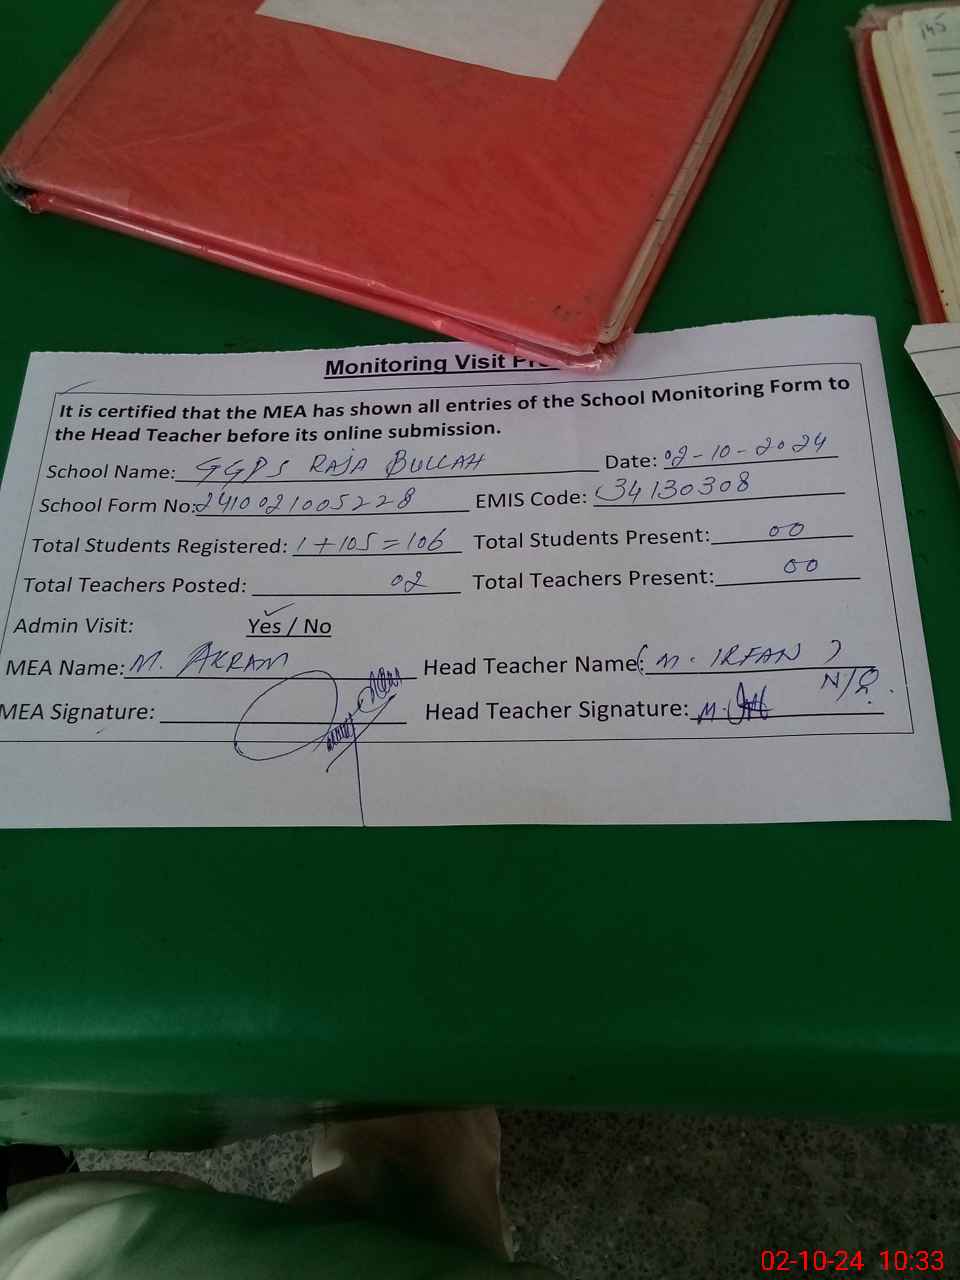 145
Monitoring Visit
It is certified that the MEA has shown all entries of the School Monitoring Form to
the Head Teacher before its online submission.
School Name: GGPS RAJA BULLAH Date: 02-10-2024
School Form No: 2410021005228 EMIS Code: 34130308
Total Students Registered: 1+105=106 Total Students Present: 00
Total Teachers Posted: 02 Total Teachers Present: 00
Admin Visit: Yes / No
MEA Name: M. AKRAM Head Teacher Name: (M. IRFAN)
MEA Signature: Head Teacher Signature: M.
02-10-24 10:33